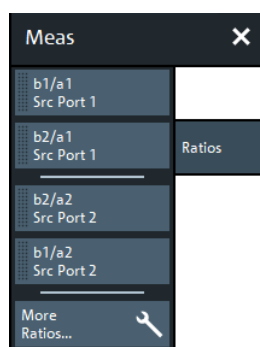 Meas
b1/a1
Src Port 1
b2/a1
Src Port 1
Ratios
b2/a2
Src Port 2
b1/a2
Src Port 2
More
Ratios...